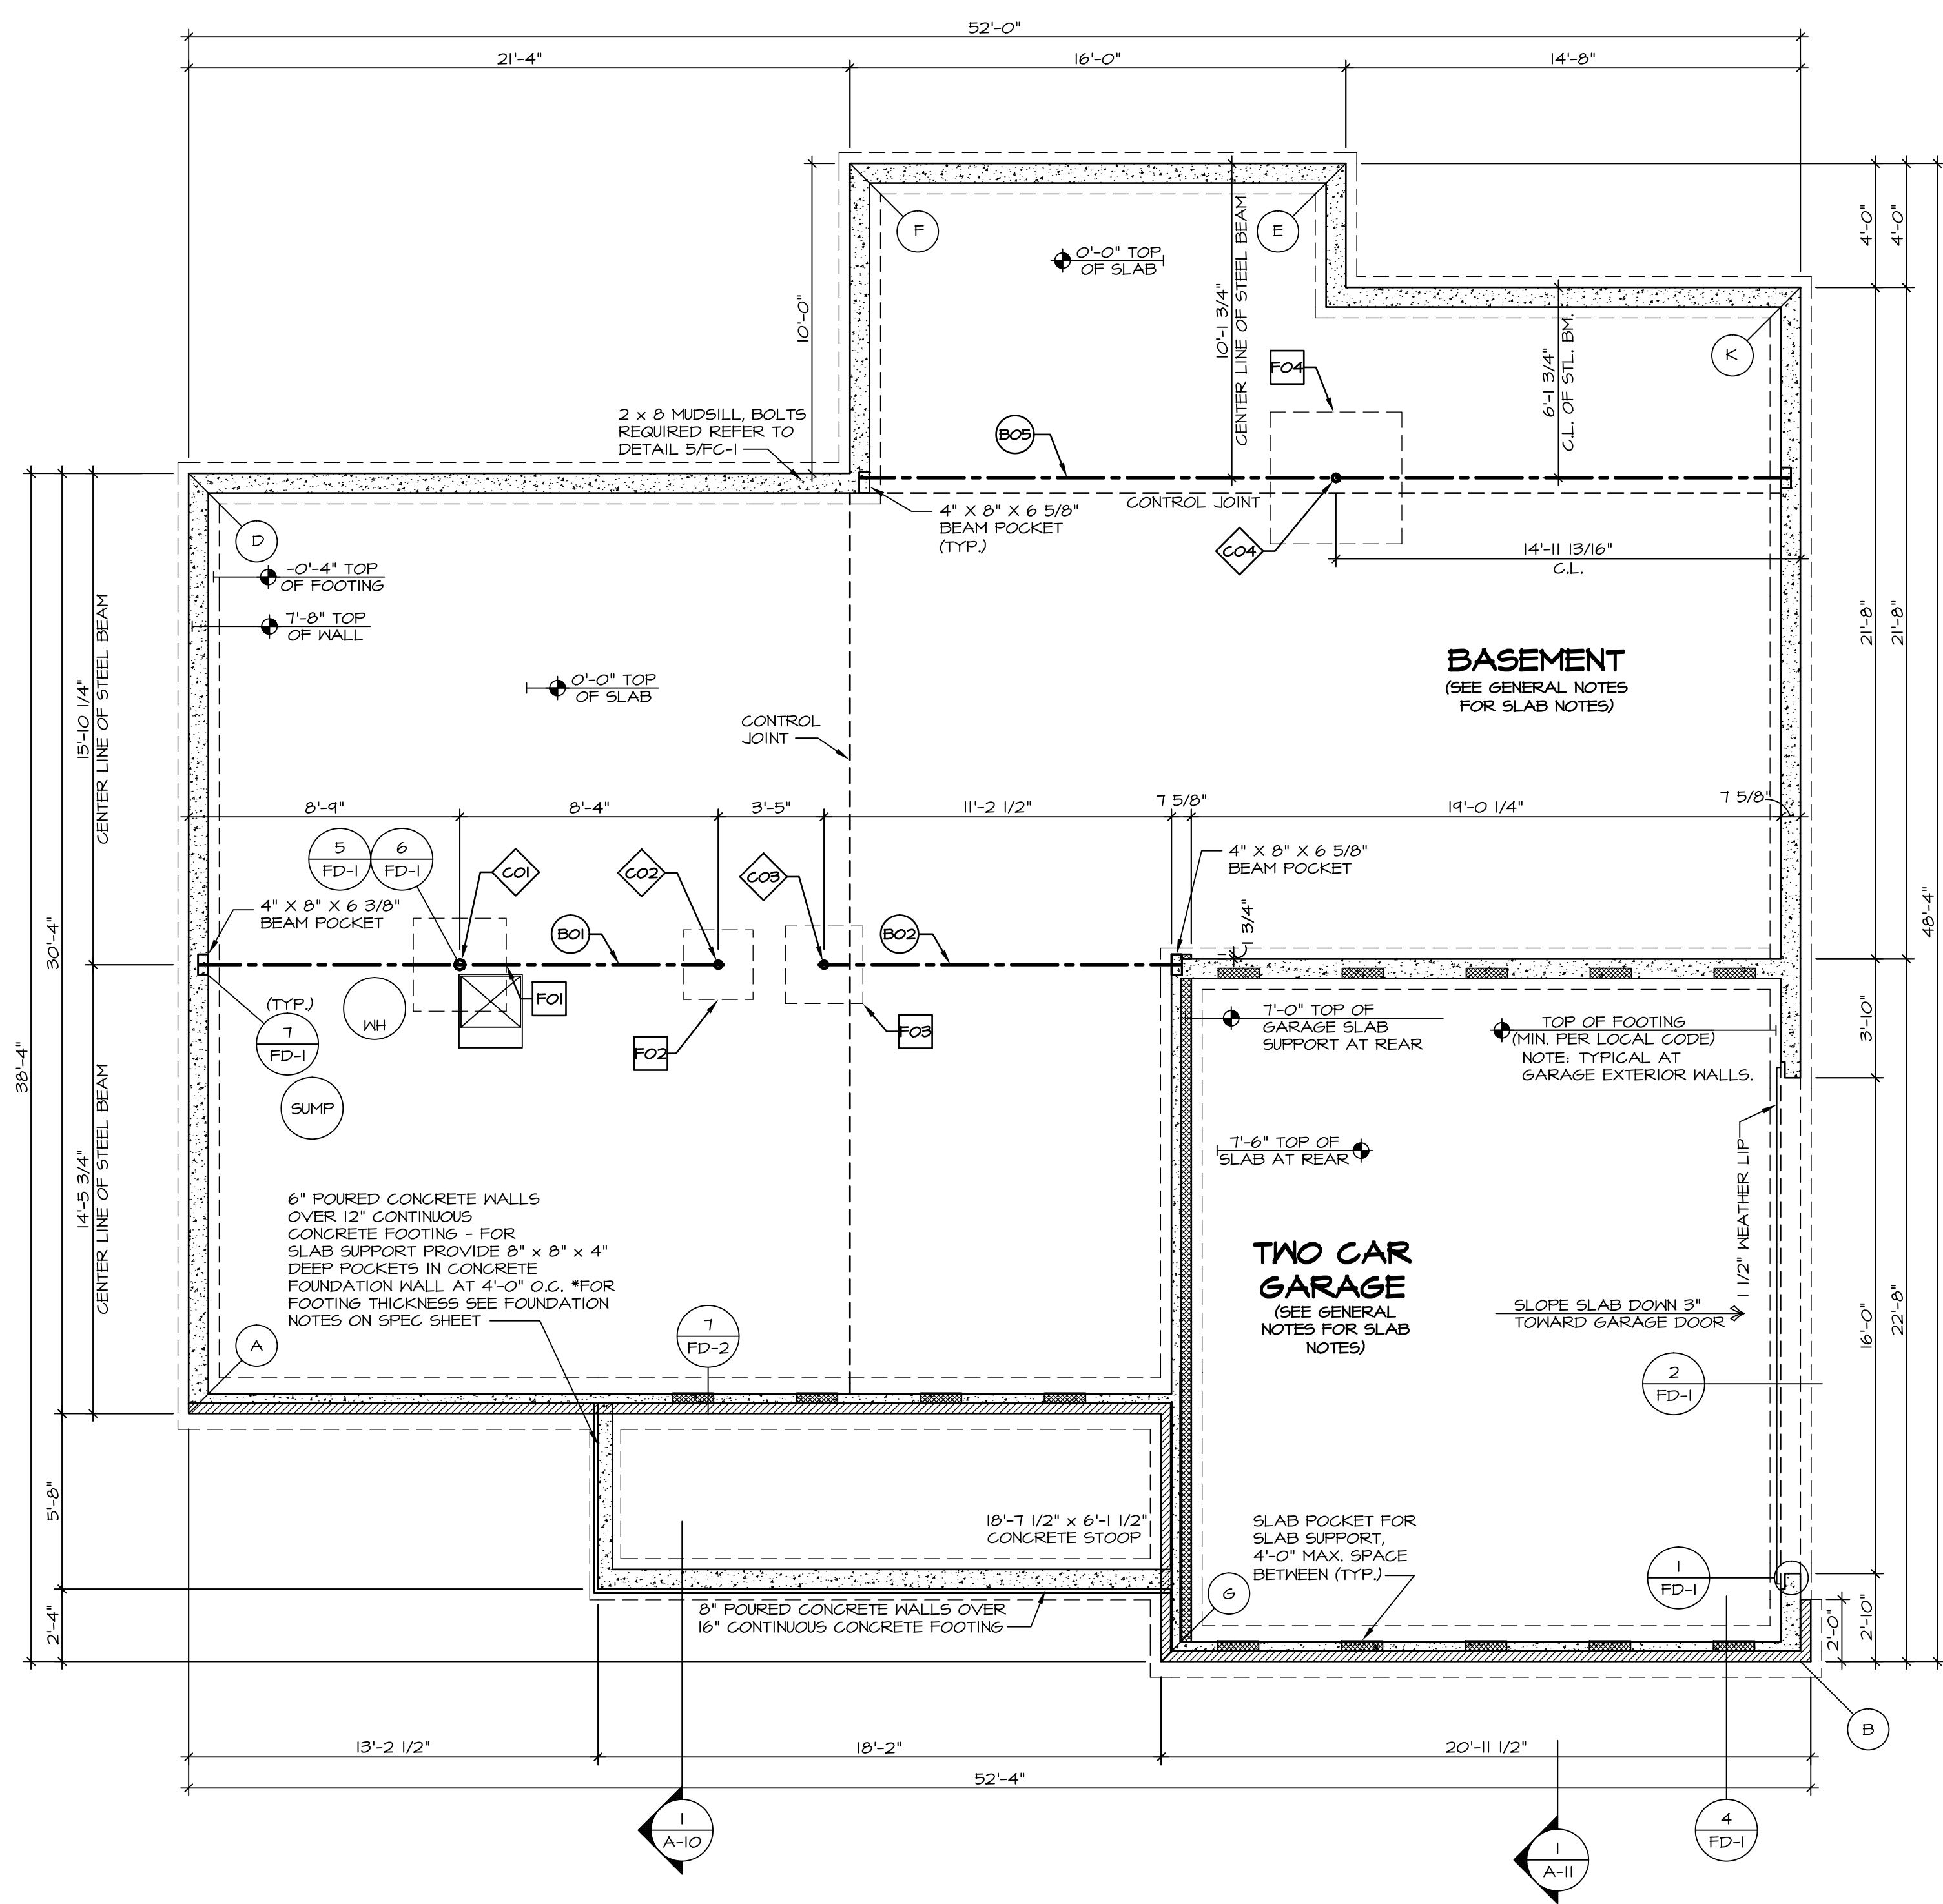 52'-0"
21'-4"
16'-0"
14'-8"
F
E
0'-0" TOP
OF SLAB
10'-0"
10'-1 3/4"
CENTER LINE OF STEEL BEAM
4'-0"
4'-0"
6'-1 3/4"
C.L. OF STL. BM.
K
F04
2 x 8 MUDSILL, BOLTS
REQUIRED REFER TO
DETAIL 5/FC-1
B05
CONTROL JOINT
4" X 8" X 6 5/8"
BEAM POCKET
(TYP.)
C04
14'-11 13/16"
C.L.
D
-0'-4" TOP
OF FOOTING
7'-8" TOP
OF WALL
0'-0" TOP
OF SLAB
15'-10 1/4"
CENTER LINE OF STEEL BEAM
21'-8"
21'-8"
BASEMENT
(SEE GENERAL NOTES
FOR SLAB NOTES)
CONTROL
JOINT
8'-9"
8'-4"
3'-5"
11'-2 1/2"
7 5/8"
19'-0 1/4"
7 5/8"
5
FD-1
6
FD-1
C01
C02
C03
4" X 8" X 6 5/8"
BEAM POCKET
4" X 8" X 6 3/8"
BEAM POCKET
B01
B02
1 3/4"
30'-4"
38'-4"
48'-4"
(TYP.)
7
FD-1
WH
F01
F02
F03
SUMP
7'-0" TOP OF
GARAGE SLAB
SUPPORT AT REAR
TOP OF FOOTING
(MIN. PER LOCAL CODE)
NOTE: TYPICAL AT
GARAGE EXTERIOR WALLS.
3'-10"
7'-6" TOP OF
SLAB AT REAR
1 1/2" WEATHER LIP
14'-5 3/4"
CENTER LINE OF STEEL BEAM
6" POURED CONCRETE WALLS
OVER 12" CONTINUOUS
CONCRETE FOOTING - FOR
SLAB SUPPORT PROVIDE 8" x 8" x 4"
DEEP POCKETS IN CONCRETE
FOUNDATION WALL AT 4'-0" O.C. *FOR
FOOTING THICKNESS SEE FOUNDATION
NOTES ON SPEC SHEET
TWO CAR
GARAGE
(SEE GENERAL
NOTES FOR SLAB
NOTES)
SLOPE SLAB DOWN 3"
TOWARD GARAGE DOOR
16'-0"
22'-8"
A
7
FD-2
2
FD-1
5'-8"
18'-7 1/2" x 6'-1 1/2"
CONCRETE STOOP
SLAB POCKET FOR
SLAB SUPPORT,
4'-0" MAX. SPACE
BETWEEN (TYP.)
1
FD-1
G
2'-4"
8" POURED CONCRETE WALLS OVER
16" CONTINUOUS CONCRETE FOOTING
2'-0"
2'-10"
B
13'-2 1/2"
18'-2"
20'-11 1/2"
52'-4"
1
A-10
1
A-11
4
FD-1